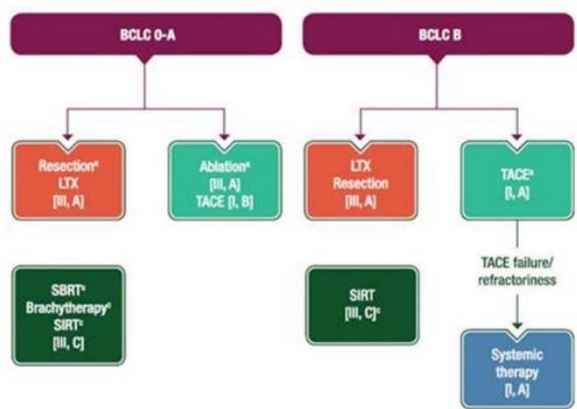 BCLC 0-A
BCLC B
Resectionᵃ
LTX
[III, A]
Ablationᵃ
[III, A]
TACE [I, B]
LTX
Resection
[III, A]
TACEᵃ
[I, A]
SBRTᶜ
Brachytherapyᶜ
SIRTᶜ
[III, C]
SIRT
[III, C]ᶜ
TACE failure/
refractoriness
Systemic
therapy
[I, A]